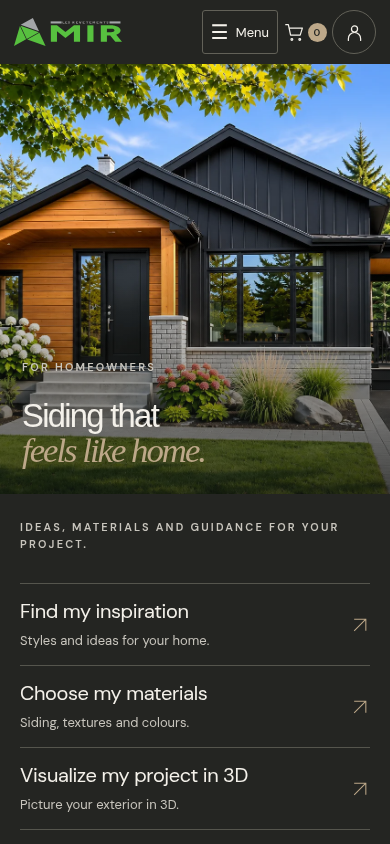 LES REVÊTEMENTS
MIR
Menu
0
FOR HOMEOWNERS
Siding that
feels like home.
IDEAS, MATERIALS AND GUIDANCE FOR YOUR
PROJECT.
Find my inspiration
Styles and ideas for your home.
Choose my materials
Siding, textures and colours.
Visualize my project in 3D
Picture your exterior in 3D.